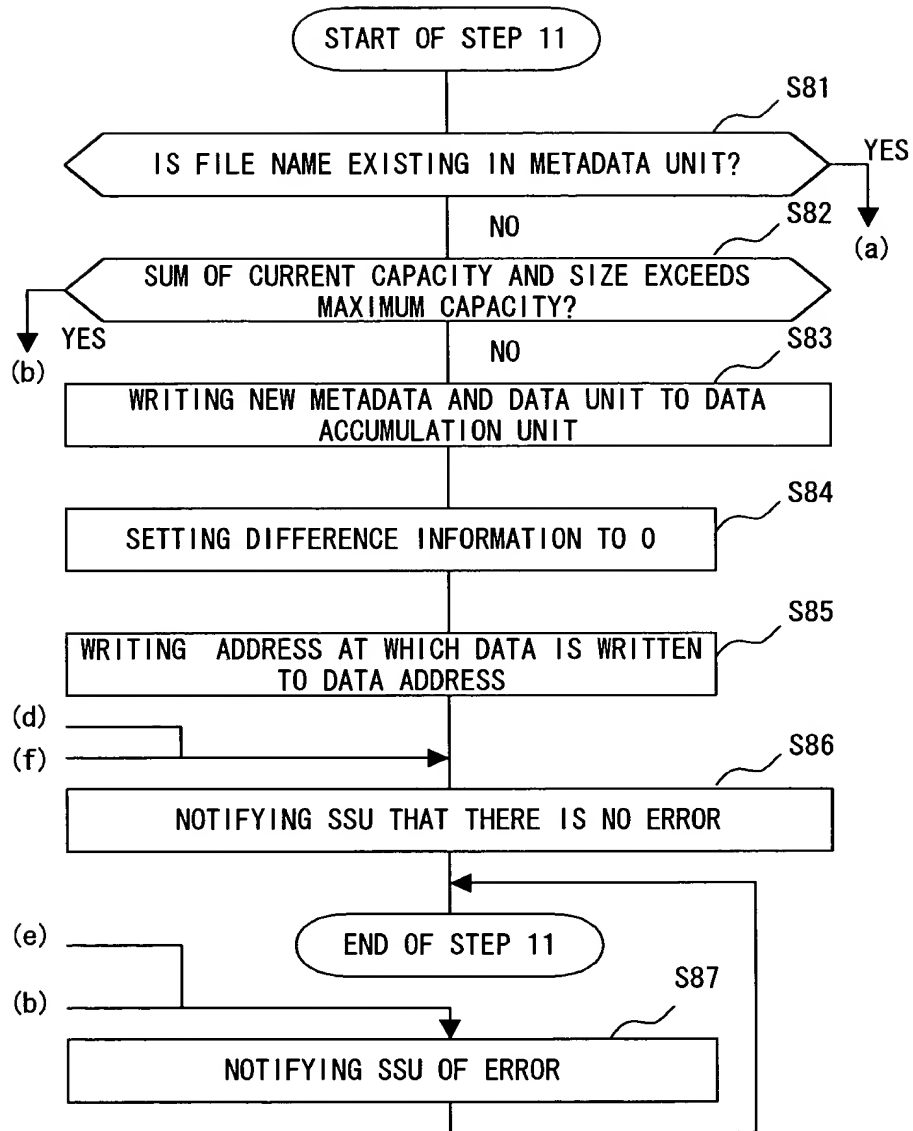 START OF STEP 11
S81
IS FILE NAME EXISTING IN METADATA UNIT?
YES
(a)
NO
S82
SUM OF CURRENT CAPACITY AND SIZE EXCEEDS
MAXIMUM CAPACITY?
YES
(b)
NO
S83
WRITING NEW METADATA AND DATA UNIT TO DATA
ACCUMULATION UNIT
S84
SETTING DIFFERENCE INFORMATION TO 0
S85
WRITING ADDRESS AT WHICH DATA IS WRITTEN
TO DATA ADDRESS
(d)
(f)
S86
NOTIFYING SSU THAT THERE IS NO ERROR
END OF STEP 11
(e)
(b)
S87
NOTIFYING SSU OF ERROR